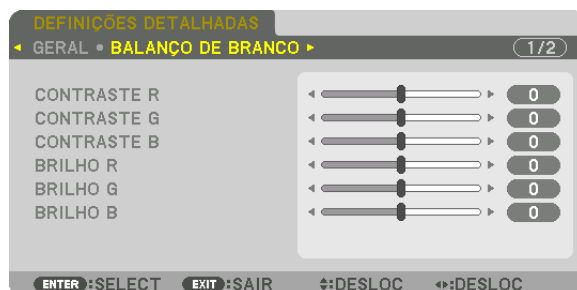 DEFINIÇÕES DETALHADAS
GERAL • BALANÇO DE BRANCO 1/2
CONTRASTE R 0
CONTRASTE G 0
CONTRASTE B 0
BRILHO R 0
BRILHO G 0
BRILHO B 0
ENTER :SELECT EXIT :SAIR :DESLOC :DESLOC